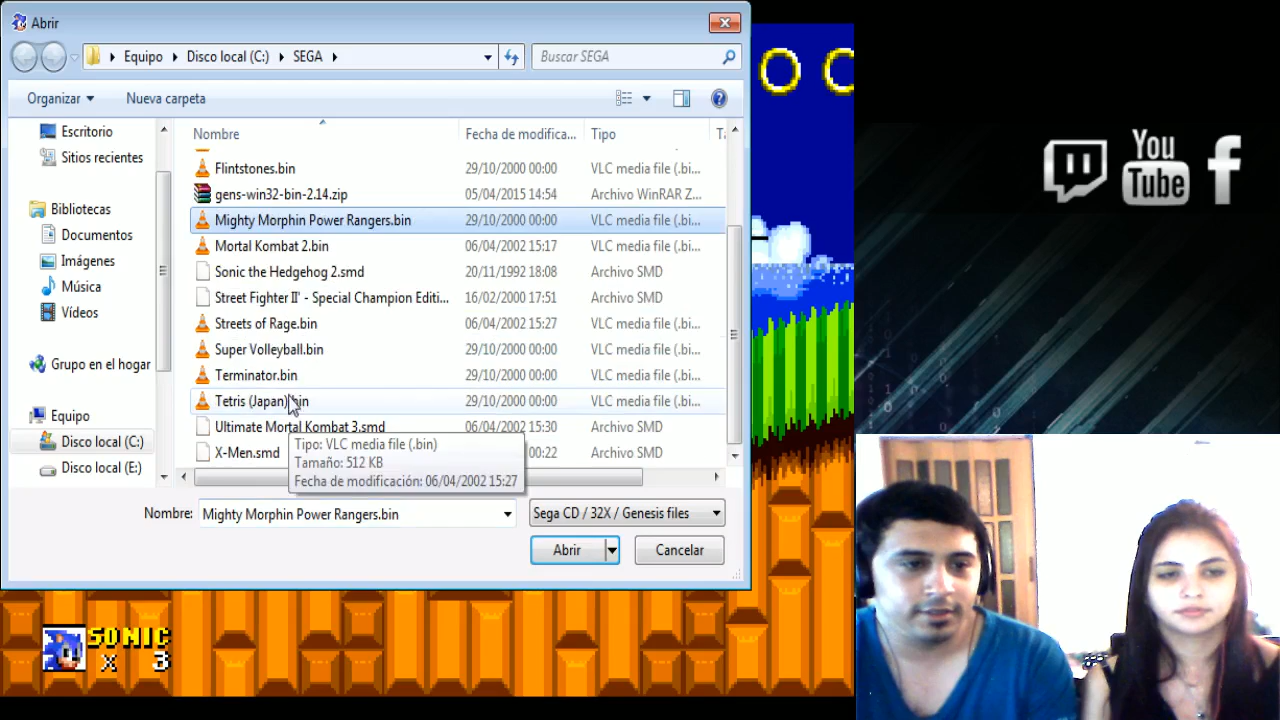 Abrir
Equipo Disco local (C:) SEGA
Buscar SEGA
Organizar Nueva carpeta
Nombre Fecha de modifica... Tipo
Escritorio
Sitios recientes
Bibliotecas
Documentos
Imágenes
Música
Vídeos
Grupo en el hogar
Equipo
Disco local (C:)
Disco local (E:)
Flintstones.bin 29/10/2000 00:00 VLC media file (.bi...
gens-win32-bin-2.14.zip 05/04/2015 14:54 Archivo WinRAR Z...
Mighty Morphin Power Rangers.bin 29/10/2000 00:00 VLC media file (.bi...
Mortal Kombat 2.bin 06/04/2002 15:17 VLC media file (.bi...
Sonic the Hedgehog 2.smd 20/11/1992 18:08 Archivo SMD
Street Fighter II' - Special Champion Editi... 16/02/2000 17:51 Archivo SMD
Streets of Rage.bin 06/04/2002 15:27 VLC media file (.bi...
Super Volleyball.bin 29/10/2000 00:00 VLC media file (.bi...
Terminator.bin 29/10/2000 00:00 VLC media file (.bi...
Tetris (Japan).bin 29/10/2000 00:00 VLC media file (.bi...
Ultimate Mortal Kombat 3.smd 06/04/2002 15:30 Archivo SMD
X-Men.smd 00:22 Archivo SMD
Tipo: VLC media file (.bin)
Tamaño: 512 KB
Fecha de modificación: 06/04/2002 15:27
Nombre: Mighty Morphin Power Rangers.bin
Sega CD / 32X / Genesis files
Abrir Cancelar
You
Tube
f
SONIC
x 3